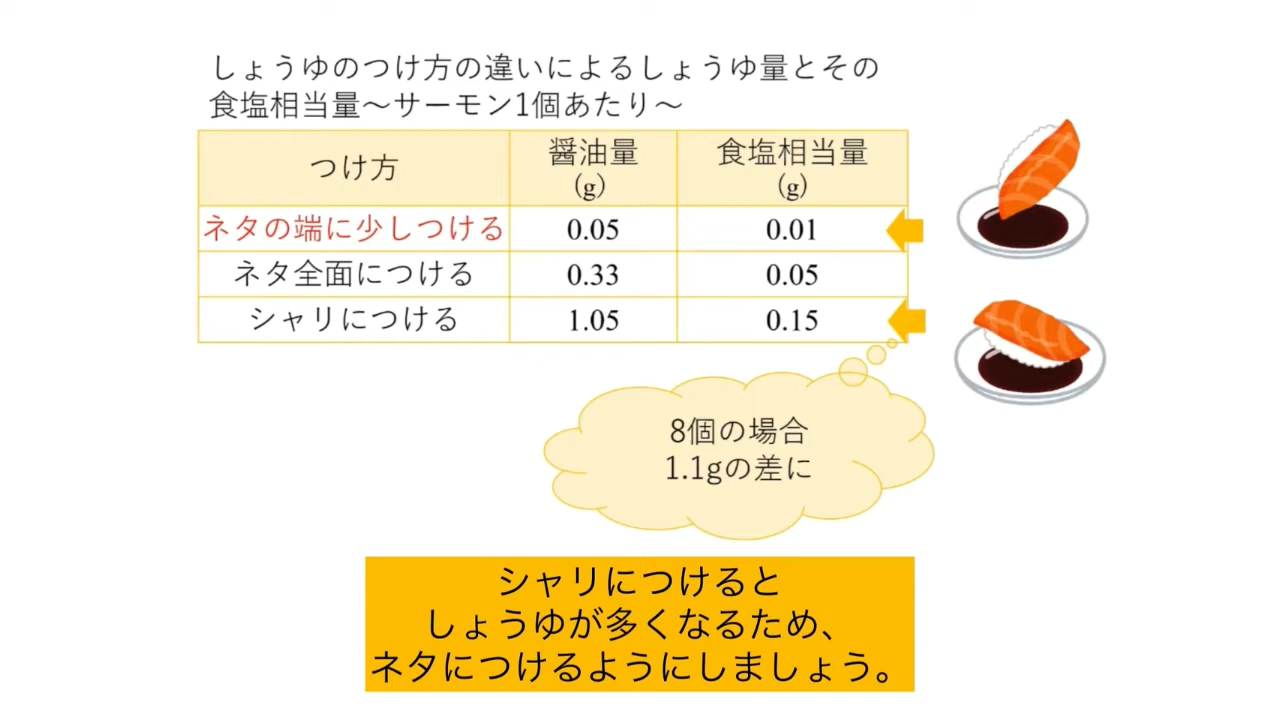 しょうゆのつけ方の違いによるしょうゆ量とその
食塩相当量～サーモン1個あたり～
つけ方 醤油量(g) 食塩相当量(g)
ネタの端に少しつける 0.05 0.01
ネタ全面につける 0.33 0.05
シャリにつける 1.05 0.15
8個の場合
1.1gの差に
シャリにつけると
しょうゆが多くなるため、
ネタにつけるようにしましょう。